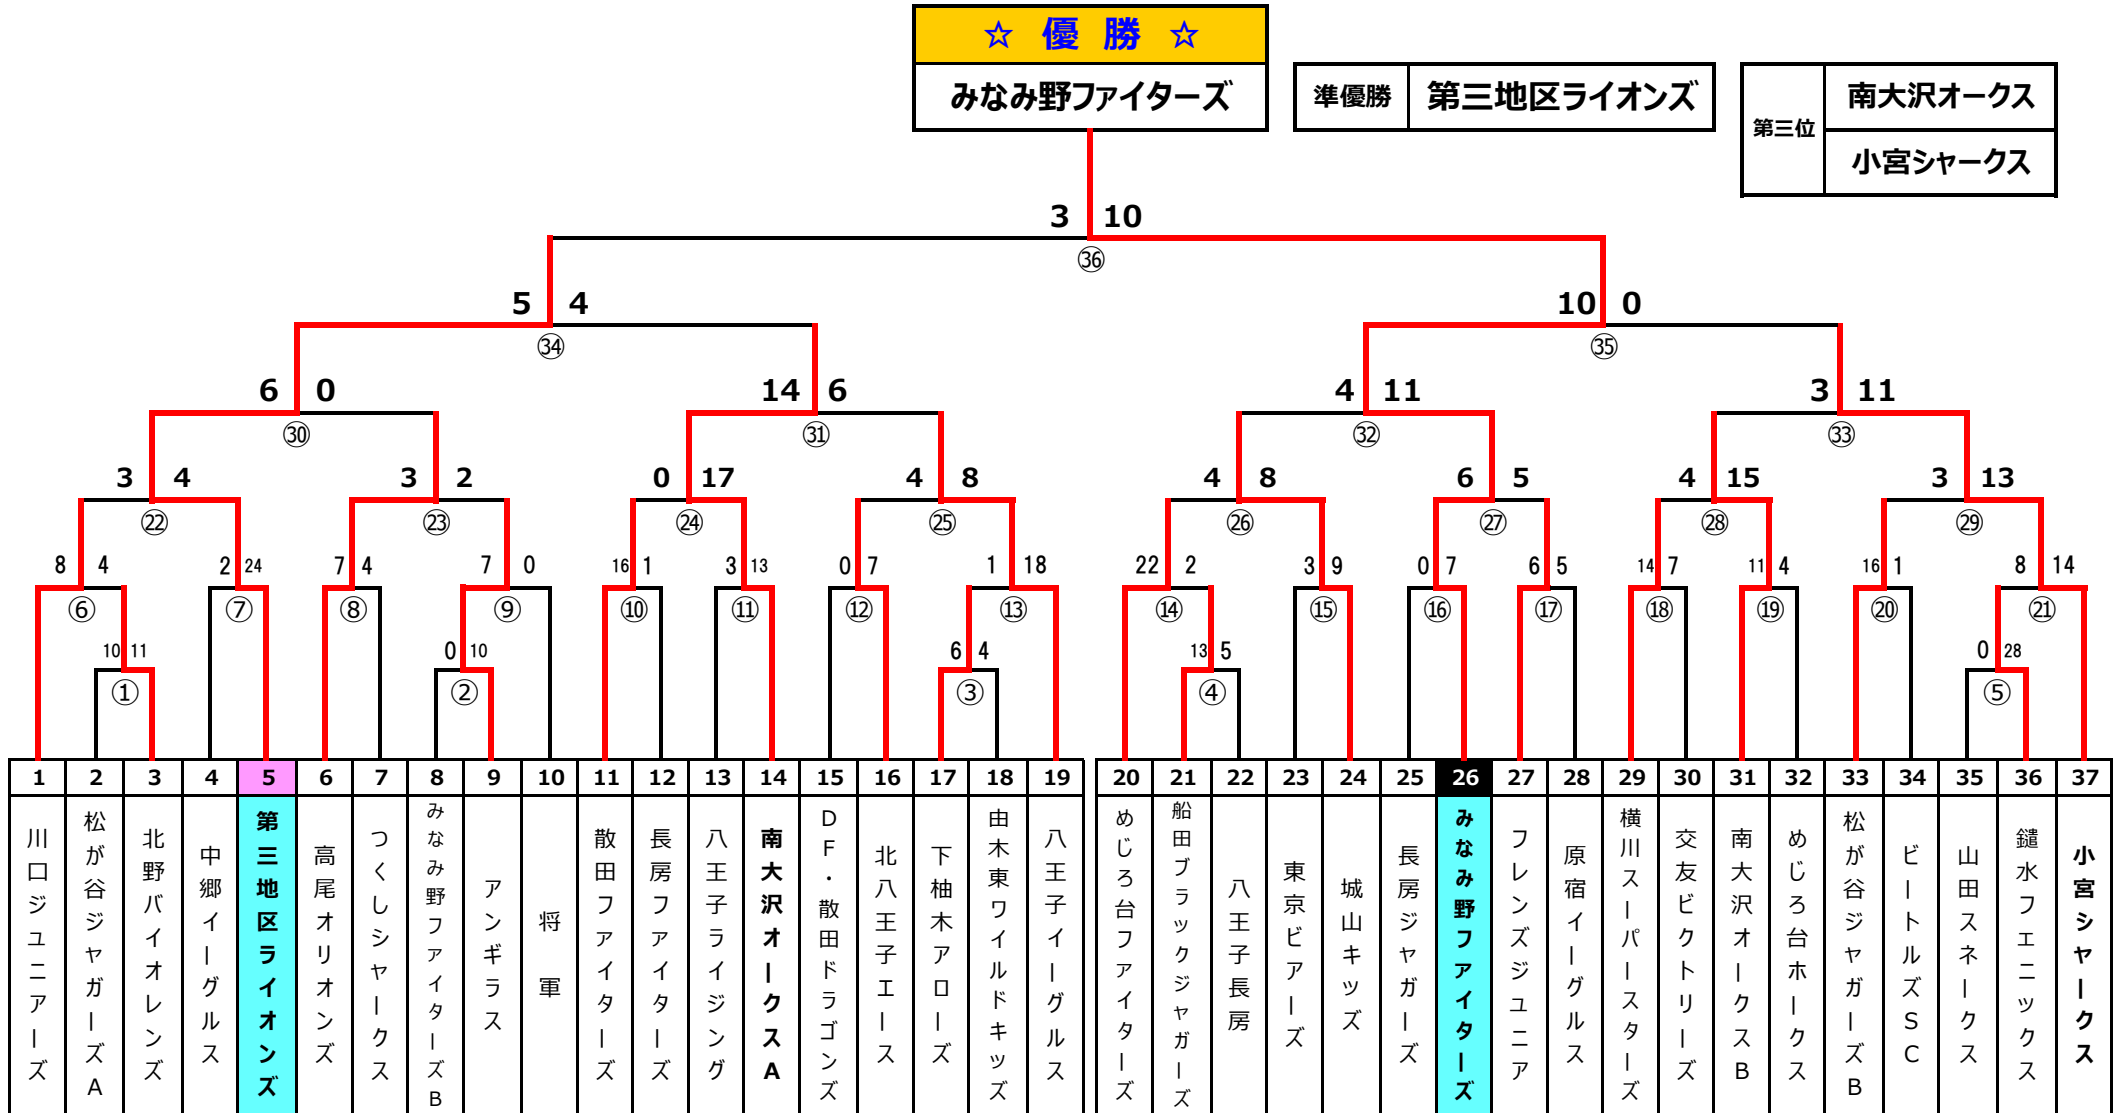 ☆ 優 勝 ☆
みなみ野ファイターズ
準優勝 第三地区ライオンズ
第三位
南大沢オークス
小宮シャークス
3 10
㊱
5 4
㉞
10 0
㉟
6 0
㉚
14 6
㉛
4 11
㉜
3 11
㉝
3 4
㉒
3 2
㉓
0 17
㉔
4 8
㉕
4 8
㉖
6 5
㉗
4 15
㉘
3 13
㉙
8 4
⑥
2 24
⑦
7 4
⑧
7 0
⑨
16 1
⑩
3 13
⑪
0 7
⑫
1 18
⑬
22 2
⑭
3 9
⑮
0 7
⑯
6 5
⑰
14 7
⑱
11 4
⑲
16 1
⑳
8 14
㉑
10 11
①
0 10
②
6 4
③
13 5
④
0 28
⑤
1 2 3 4 5 6 7 8 9 10 11 12 13 14 15 16 17 18 19 20 21 22 23 24 25 26 27 28 29 30 31 32 33 34 35 36 37
川口ジュニアーズ
松が谷ジャガーズA
北野バイオレンズ
中郷イーグルス
第三地区ライオンズ
高尾オリオンズ
つくしシャークス
みなみ野ファイターズB
アンギラス
将軍
散田ファイターズ
長房ファイターズ
八王子ライジング
南大沢オークスA
DF・散田ドラゴンズ
北八王子エース
下柚木アローズ
由木東ワイルドキッズ
八王子イーグルス
めじろ台ファイターズ
船田ブラックジャガーズ
八王子長房
東京ビアーズ
城山キッズ
長房ジャガーズ
みなみ野ファイターズ
フレンズジュニア
原宿イーグルス
横川スーパースターズ
交友ビクトリーズ
南大沢オークスB
めじろ台ホークス
松が谷ジャガーズB
ビートルズSC
山田スネークス
鑓水フェニックス
小宮シャークス